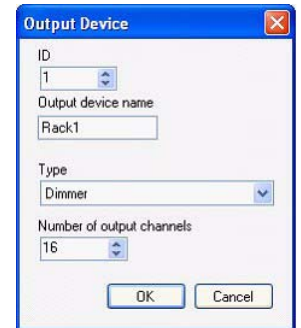 Output Device
ID
1
Output device name
Rack1
Type
Dimmer
Number of output channels
16
OK Cancel